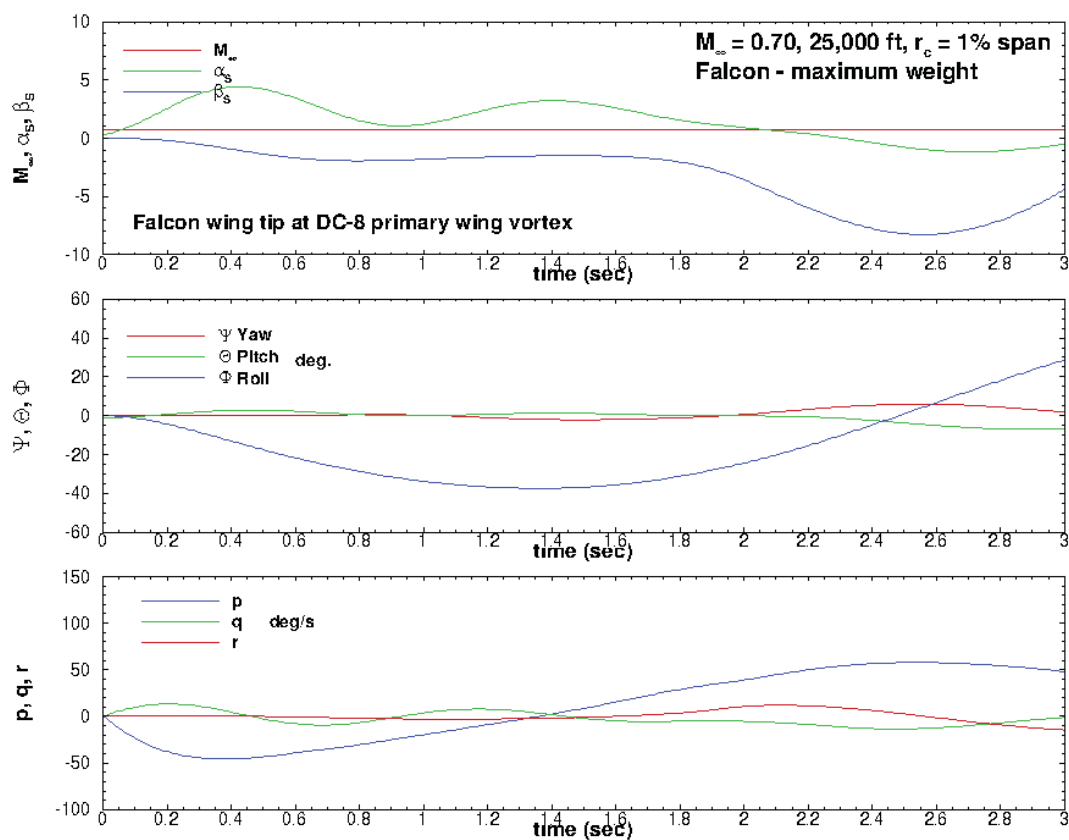 M∞, αs, βs
10
5
0
-5
-10
M∞
αs
βs
M∞ = 0.70, 25,000 ft, rc = 1% span
Falcon - maximum weight
Falcon wing tip at DC-8 primary wing vortex
0 0.2 0.4 0.6 0.8 1 1.2 1.4 1.6 1.8 2 2.2 2.4 2.6 2.8 3
time (sec)
Ψ, Θ, Φ
60
40
20
0
-20
-40
-60
Ψ Yaw
Θ Pitch deg.
Φ Roll
0 0.2 0.4 0.6 0.8 1 1.2 1.4 1.6 1.8 2 2.2 2.4 2.6 2.8 3
time (sec)
p, q, r
150
100
50
0
-50
-100
p
q deg/s
r
0 0.2 0.4 0.6 0.8 1 1.2 1.4 1.6 1.8 2 2.2 2.4 2.6 2.8 3
time (sec)